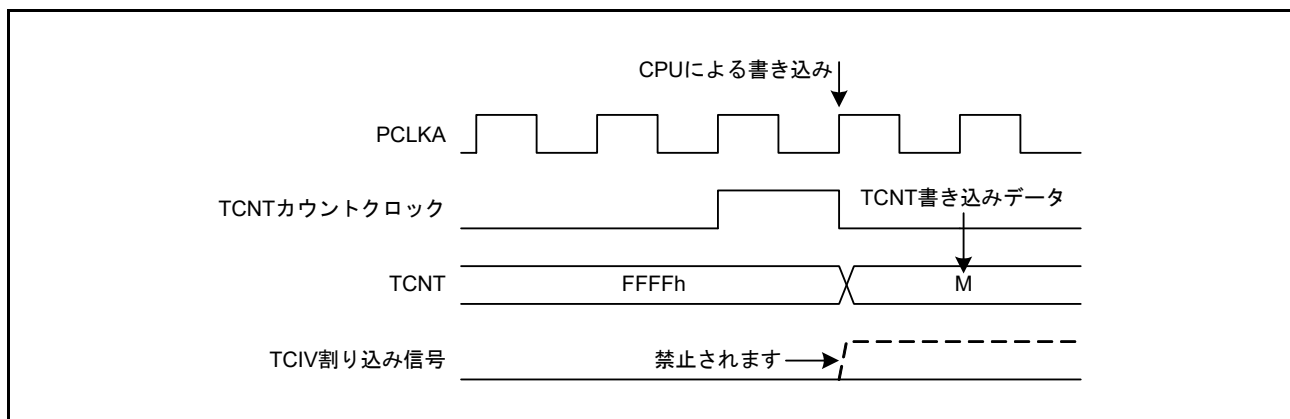 CPUによる書き込み
PCLKA
TCNTカウントクロック
TCNT書き込みデータ
TCNT
FFFFh
M
TCIV割り込み信号
禁止されます